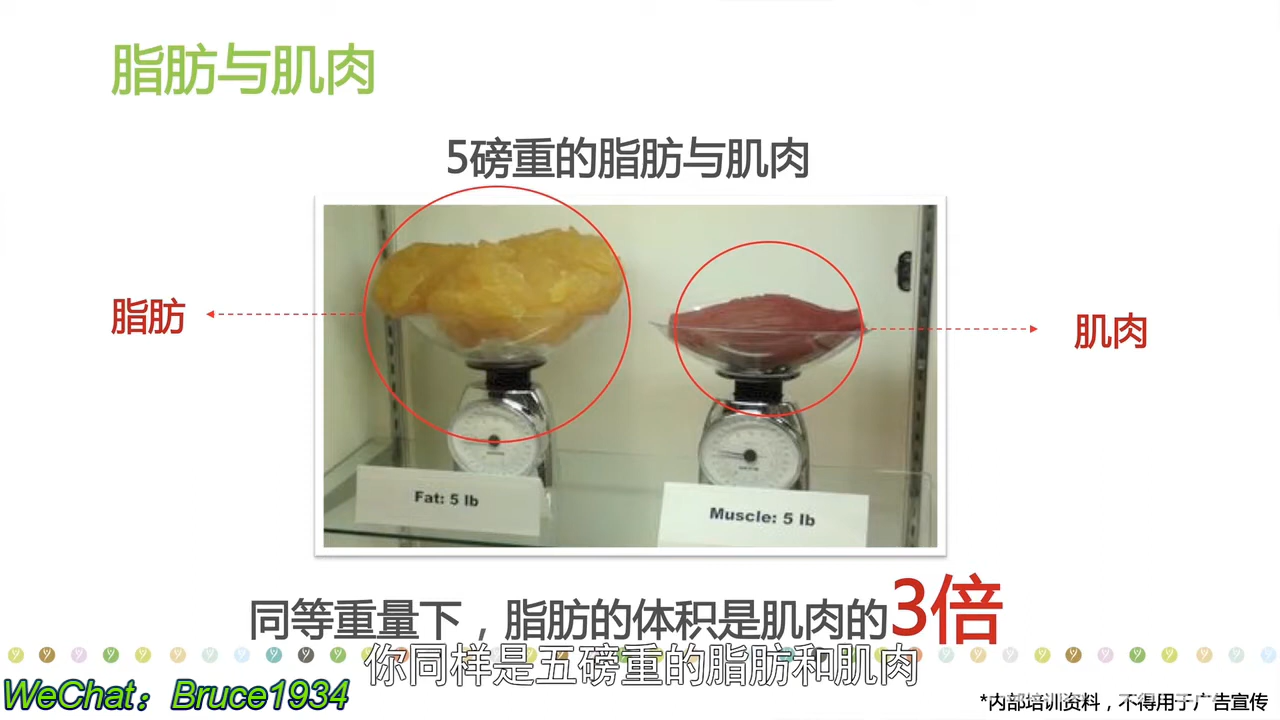 脂肪与肌肉
5磅重的脂肪与肌肉
脂肪
肌肉
Fat: 5 lb
Muscle: 5 lb
同等重量下，脂肪的体积是肌肉的3倍
你同样是五磅重的脂肪和肌肉
WeChat：Bruce1934
*内部培训资料，不得用于广告宣传